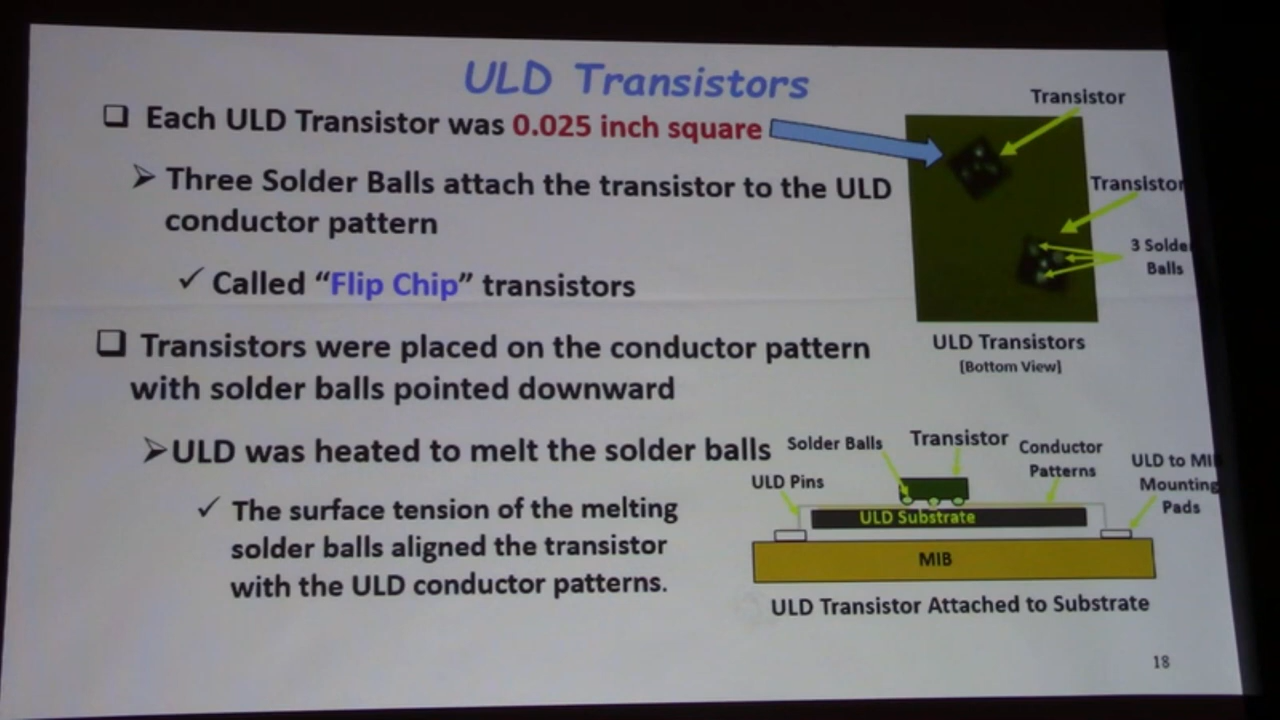 ULD Transistors
Each ULD Transistor was 0.025 inch square
Three Solder Balls attach the transistor to the ULD
conductor pattern
Called “Flip Chip” transistors
Transistors were placed on the conductor pattern
with solder balls pointed downward
ULD was heated to melt the solder balls
The surface tension of the melting
solder balls aligned the transistor
with the ULD conductor patterns.
Transistor
Transistor
3 Solde
Balls
ULD Transistors
[Bottom View]
Solder Balls
Transistor
Conductor
Patterns
ULD Pins
ULD to MIB
Mounting
Pads
ULD Substrate
MIB
ULD Transistor Attached to Substrate
18